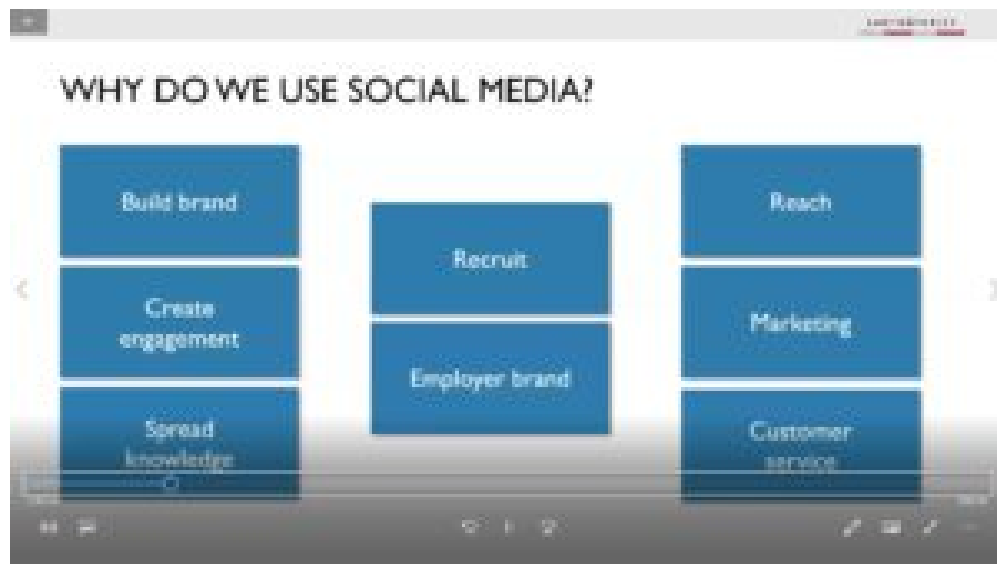 WHY DO WE USE SOCIAL MEDIA?
Build brand
Create
engagement
Spread
knowledge
Recruit
Employer brand
Reach
Marketing
Customer
service